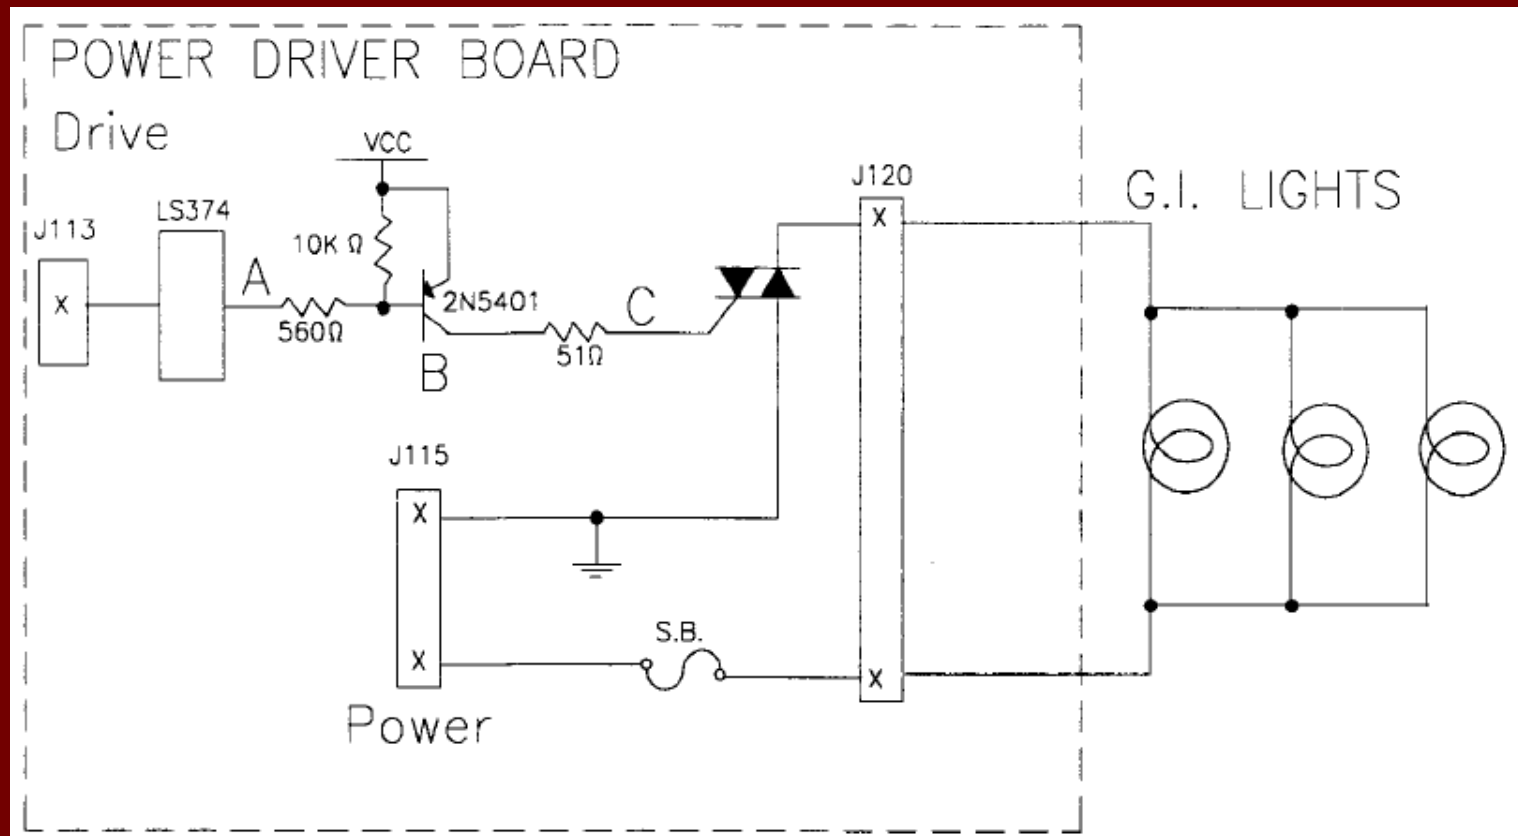 POWER DRIVER BOARD
Drive
VCC
J120
G.I. LIGHTS
LS374
J113
X
10K Ω
A
X
2N5401
C
560Ω
51Ω
B
J115
X
S.B.
X
X
Power